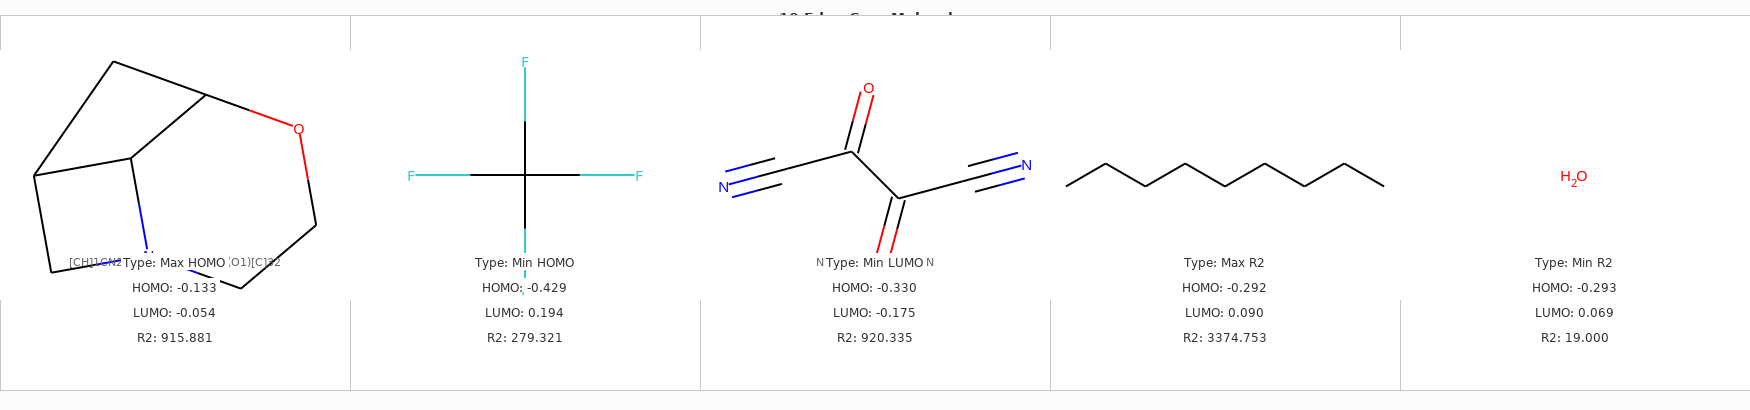 F
O
O
F
F
N
N
H2O
[CH]1CN2 Type: Max HOMO (O1)[C]32
HOMO: -0.133
LUMO: -0.054
R2: 915.881
Type: Min HOMO
HOMO: -0.429
LUMO: 0.194
R2: 279.321
N Type: Min LUMO N
HOMO: -0.330
LUMO: -0.175
R2: 920.335
Type: Max R2
HOMO: -0.292
LUMO: 0.090
R2: 3374.753
Type: Min R2
HOMO: -0.293
LUMO: 0.069
R2: 19.000